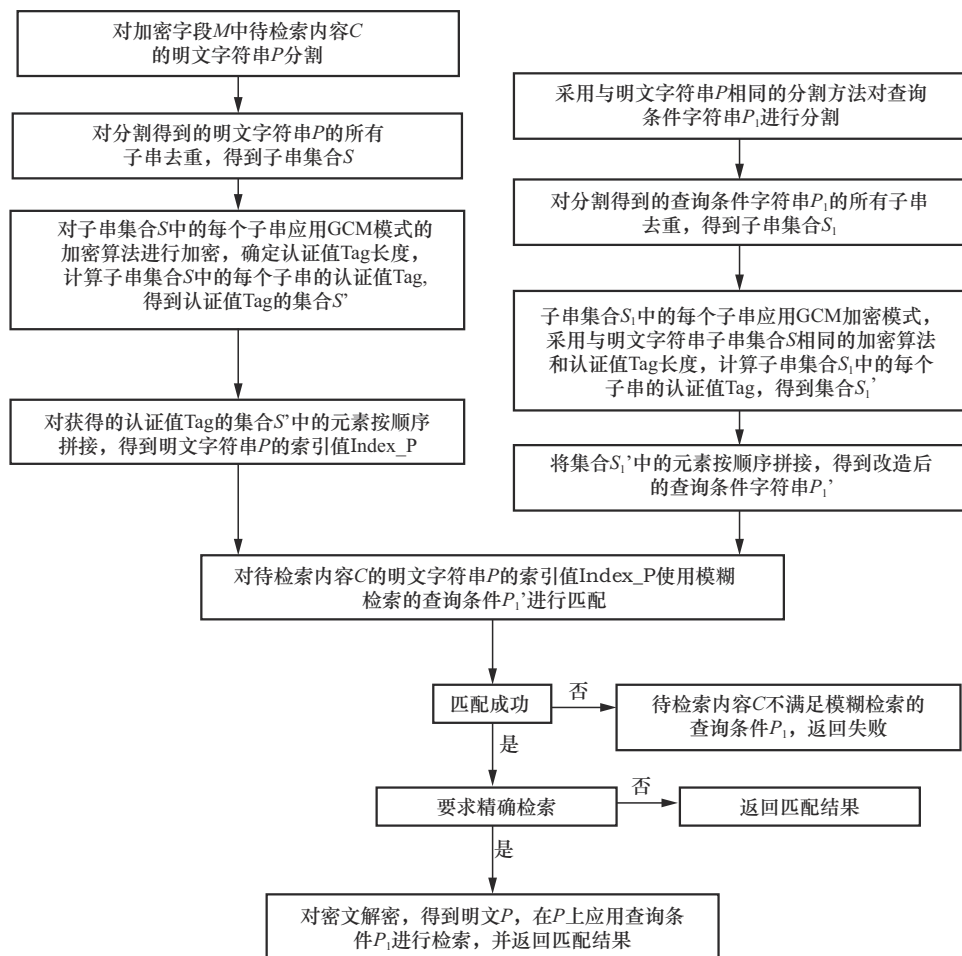 对加密字段M中待检索内容C
的明文字符串P分割
对分割得到的明文字符串P的所有
子串去重，得到子串集合S
对子串集合S中的每个子串应用GCM模式的
加密算法进行加密，确定认证值Tag长度，
计算子串集合S中的每个子串的认证值Tag,
得到认证值Tag的集合S’
对获得的认证值Tag的集合S’中的元素按顺序
拼接，得到明文字符串P的索引值Index_P
采用与明文字符串P相同的分割方法对查询
条件字符串P₁进行分割
对分割得到的查询条件字符串P₁的所有子串
去重，得到子串集合S₁
子串集合S₁中的每个子串应用GCM加密模式，
采用与明文字符串子串集合S相同的加密算法
和认证值Tag长度，计算子串集合S₁中的每个
子串的认证值Tag，得到集合S₁’
将集合S₁’中的元素按顺序拼接，得到改造后
的查询条件字符串P₁’
对待检索内容C的明文字符串P的索引值Index_P使用模糊
检索的查询条件P₁’进行匹配
匹配成功
否
待检索内容C不满足模糊检索的
查询条件P₁，返回失败
是
要求精确检索
否
返回匹配结果
是
对密文解密，得到明文P，在P上应用查询条
件P₁进行检索，并返回匹配结果